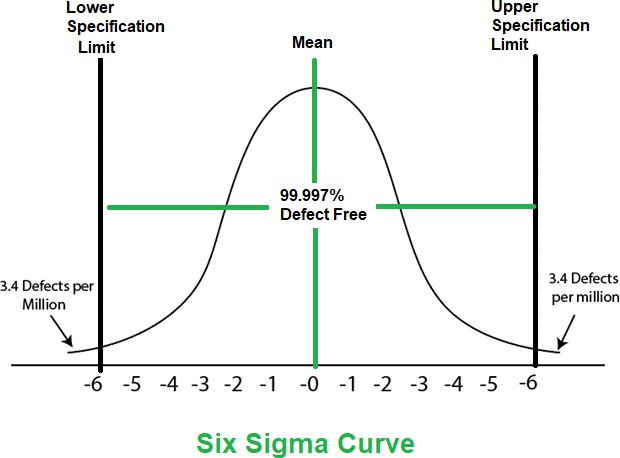 Lower
Specification
Limit
Mean
Upper
Specification
Limit
99.997%
Defect Free
3.4 Defects per
Million
3.4 Defects
per million
-6 -5 -4 -3 -2 -1 -0 -1 -2 -3 -4 -5 -6
Six Sigma Curve